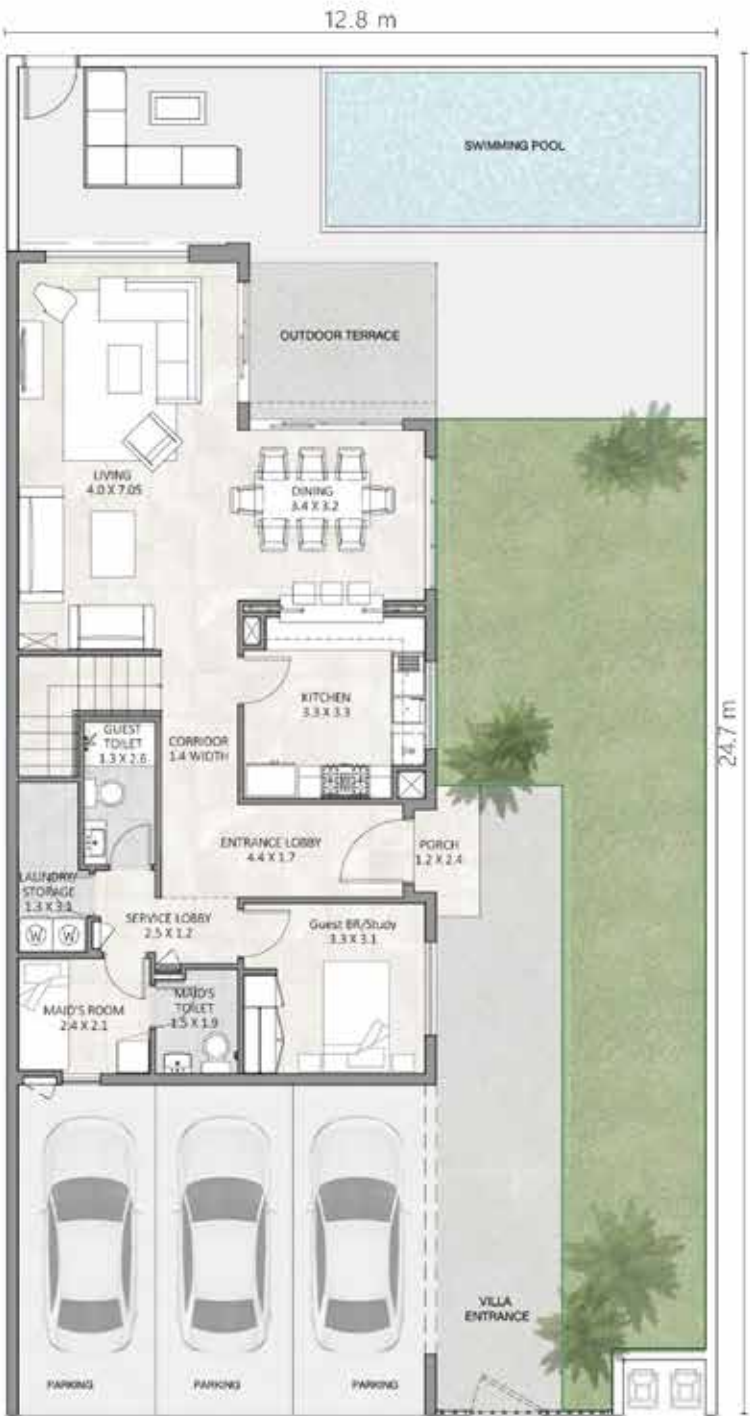 12.8 m
SWIMMING POOL
OUTDOOR TERRACE
LIVING
4.0 X 7.05
DINING
3.4 X 3.2
KITCHEN
3.3 X 3.3
24.7 m
GUEST
TOILET
1.3 X 2.6
CORRIDOR
1.4 WIDTH
ENTRANCE LOBBY
4.4 X 1.7
PORCH
1.2 X 2.4
LAUNDRY/
STORAGE
1.3 X 3.1
W W
SERVICE LOBBY
2.5 X 1.2
Guest BR/Study
3.3 X 3.1
MAID'S ROOM
2.4 X 2.1
MAID'S
TOILET
1.5 X 1.9
VILLA
ENTRANCE
PARKING
PARKING
PARKING